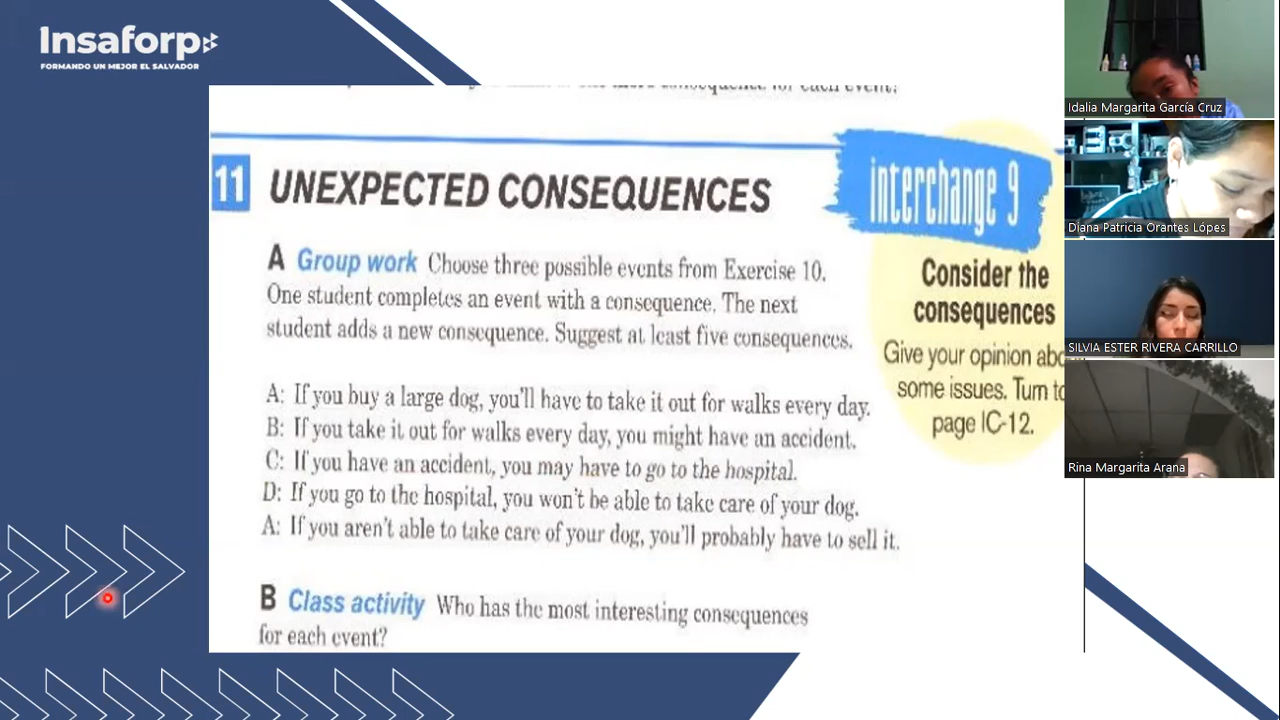 Insaforp
FORMANDO UN MEJOR EL SALVADOR
consequence for each event?
11 UNEXPECTED CONSEQUENCES
interchange 9
A Group work Choose three possible events from Exercise 10.
One student completes an event with a consequence. The next
student adds a new consequence. Suggest at least five consequences.
A: If you buy a large dog, you'll have to take it out for walks every day.
B: If you take it out for walks every day, you might have an accident.
C: If you have an accident, you may have to go to the hospital.
D: If you go to the hospital, you won't be able to take care of your dog.
A: If you aren't able to take care of your dog, you'll probably have to sell it.
B Class activity Who has the most interesting consequences
for each event?
Consider the
consequences
Give your opinion
some issues. Turn
page IC-12.
Idalia Margarita García Cruz
Diana Patricia Orantes Lópes
SILVIA ESTER RIVERA CARRILLO
Rina Margarita Arana